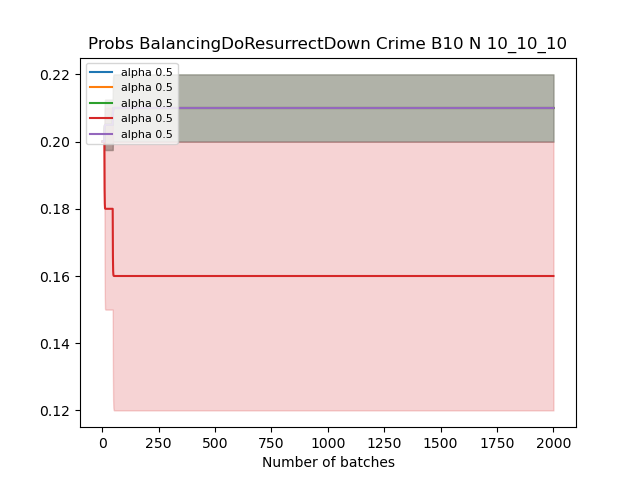 Probs BalancingDoResurrectDown Crime B10 N 10_10_10
0.22
0.20
0.18
0.16
0.14
0.12
alpha 0.5
alpha 0.5
alpha 0.5
alpha 0.5
alpha 0.5
0 250 500 750 1000 1250 1500 1750 2000
Number of batches